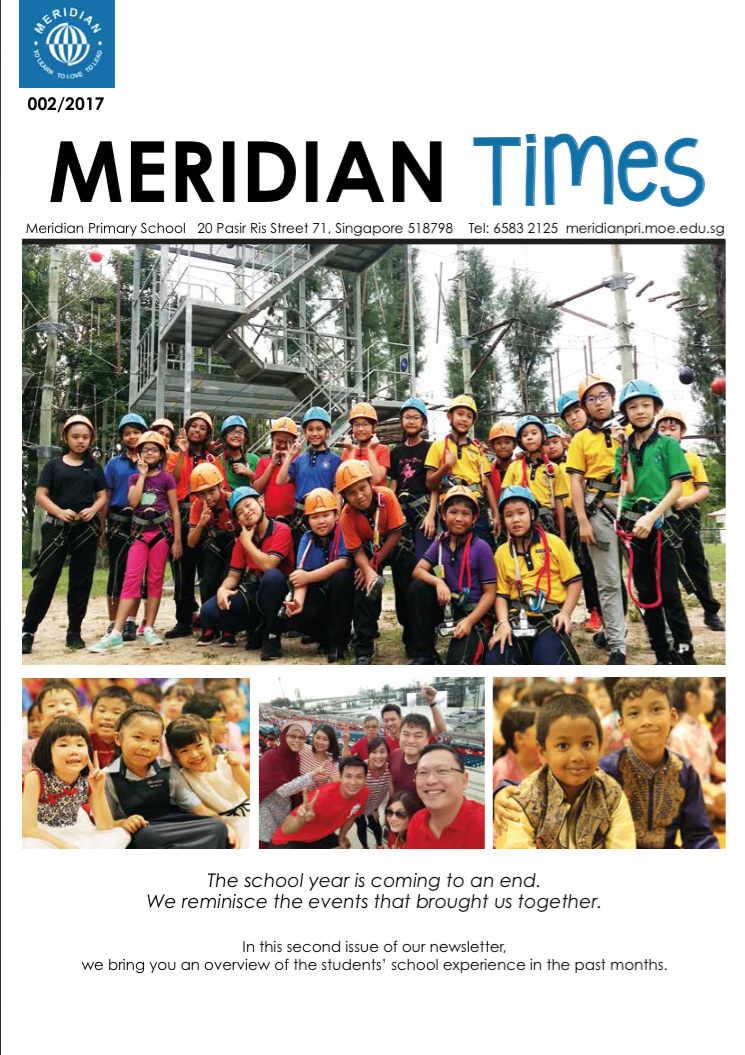 MERIDIAN
TO LEARN TO LOVE TO LEAD
002/2017
MERIDIAN Times
Meridian Primary School 20 Pasir Ris Street 71, Singapore 518798 Tel: 6583 2125 meridianpri.moe.edu.sg
The school year is coming to an end.
We reminisce the events that brought us together.
In this second issue of our newsletter,
we bring you an overview of the students' school experience in the past months.